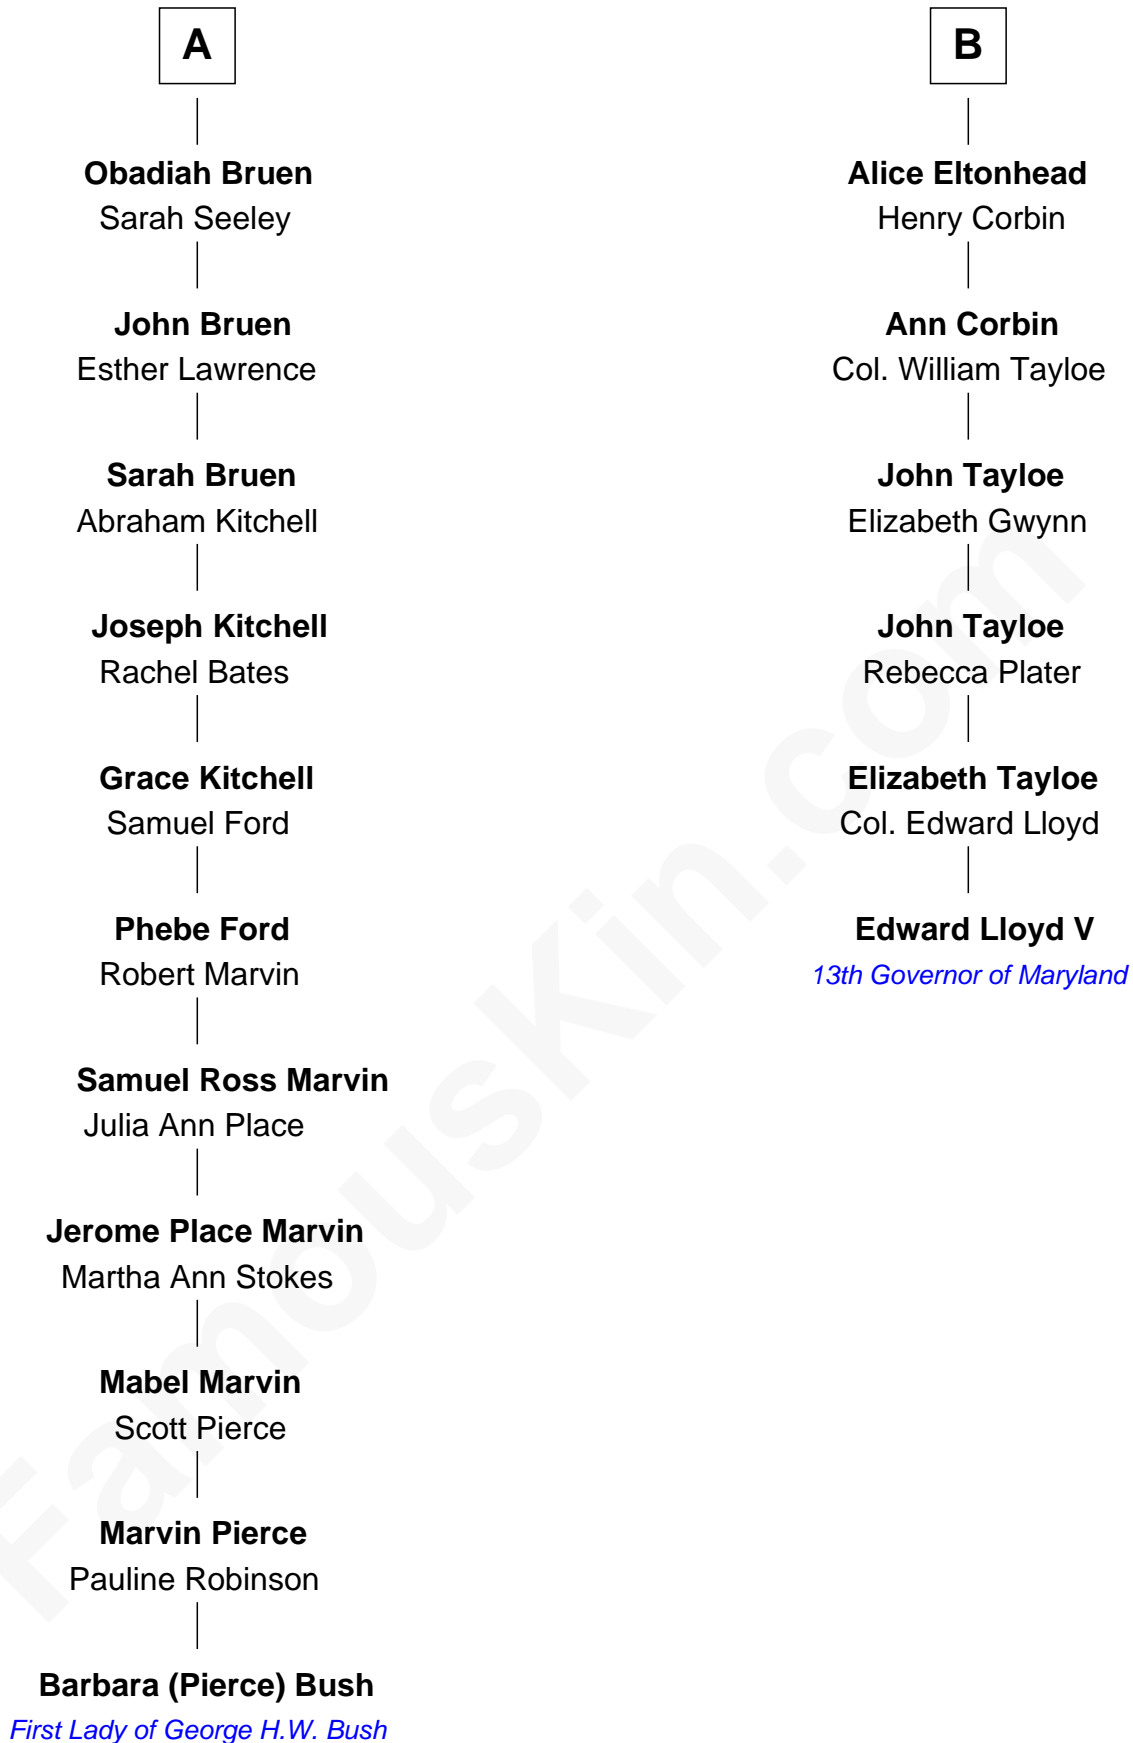 A
Obadiah Bruen
Sarah Seeley
John Bruen
Esther Lawrence
Sarah Bruen
Abraham Kitchell
Joseph Kitchell
Rachel Bates
Grace Kitchell
Samuel Ford
Phebe Ford
Robert Marvin
Samuel Ross Marvin
Julia Ann Place
Jerome Place Marvin
Martha Ann Stokes
Mabel Marvin
Scott Pierce
Marvin Pierce
Pauline Robinson
Barbara (Pierce) Bush
First Lady of George H.W. Bush
B
Alice Eltonhead
Henry Corbin
Ann Corbin
Col. William Tayloe
John Tayloe
Elizabeth Gwynn
John Tayloe
Rebecca Plater
Elizabeth Tayloe
Col. Edward Lloyd
Edward Lloyd V
13th Governor of Maryland
FamousKin.com